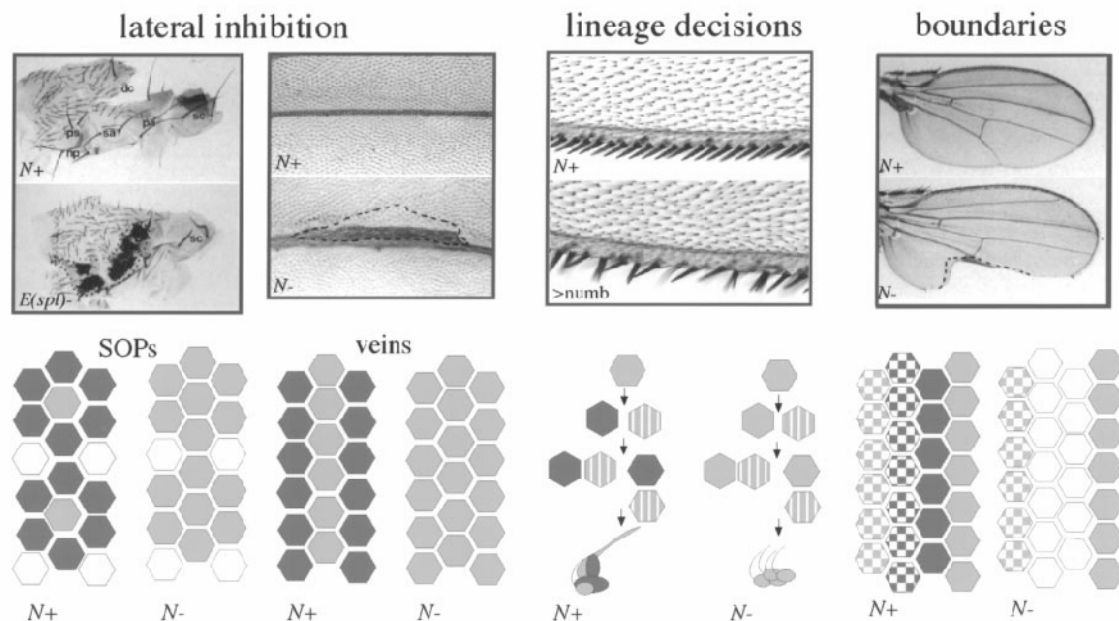 lateral inhibition
lineage decisions
boundaries
dc
ps
sa
pa
sc
np
N+
sc
E(spl)-
N+
N-
N+
>numb
N+
N-
SOPs
veins
N+
N-
N+
N-
N+
N-
N+
N-